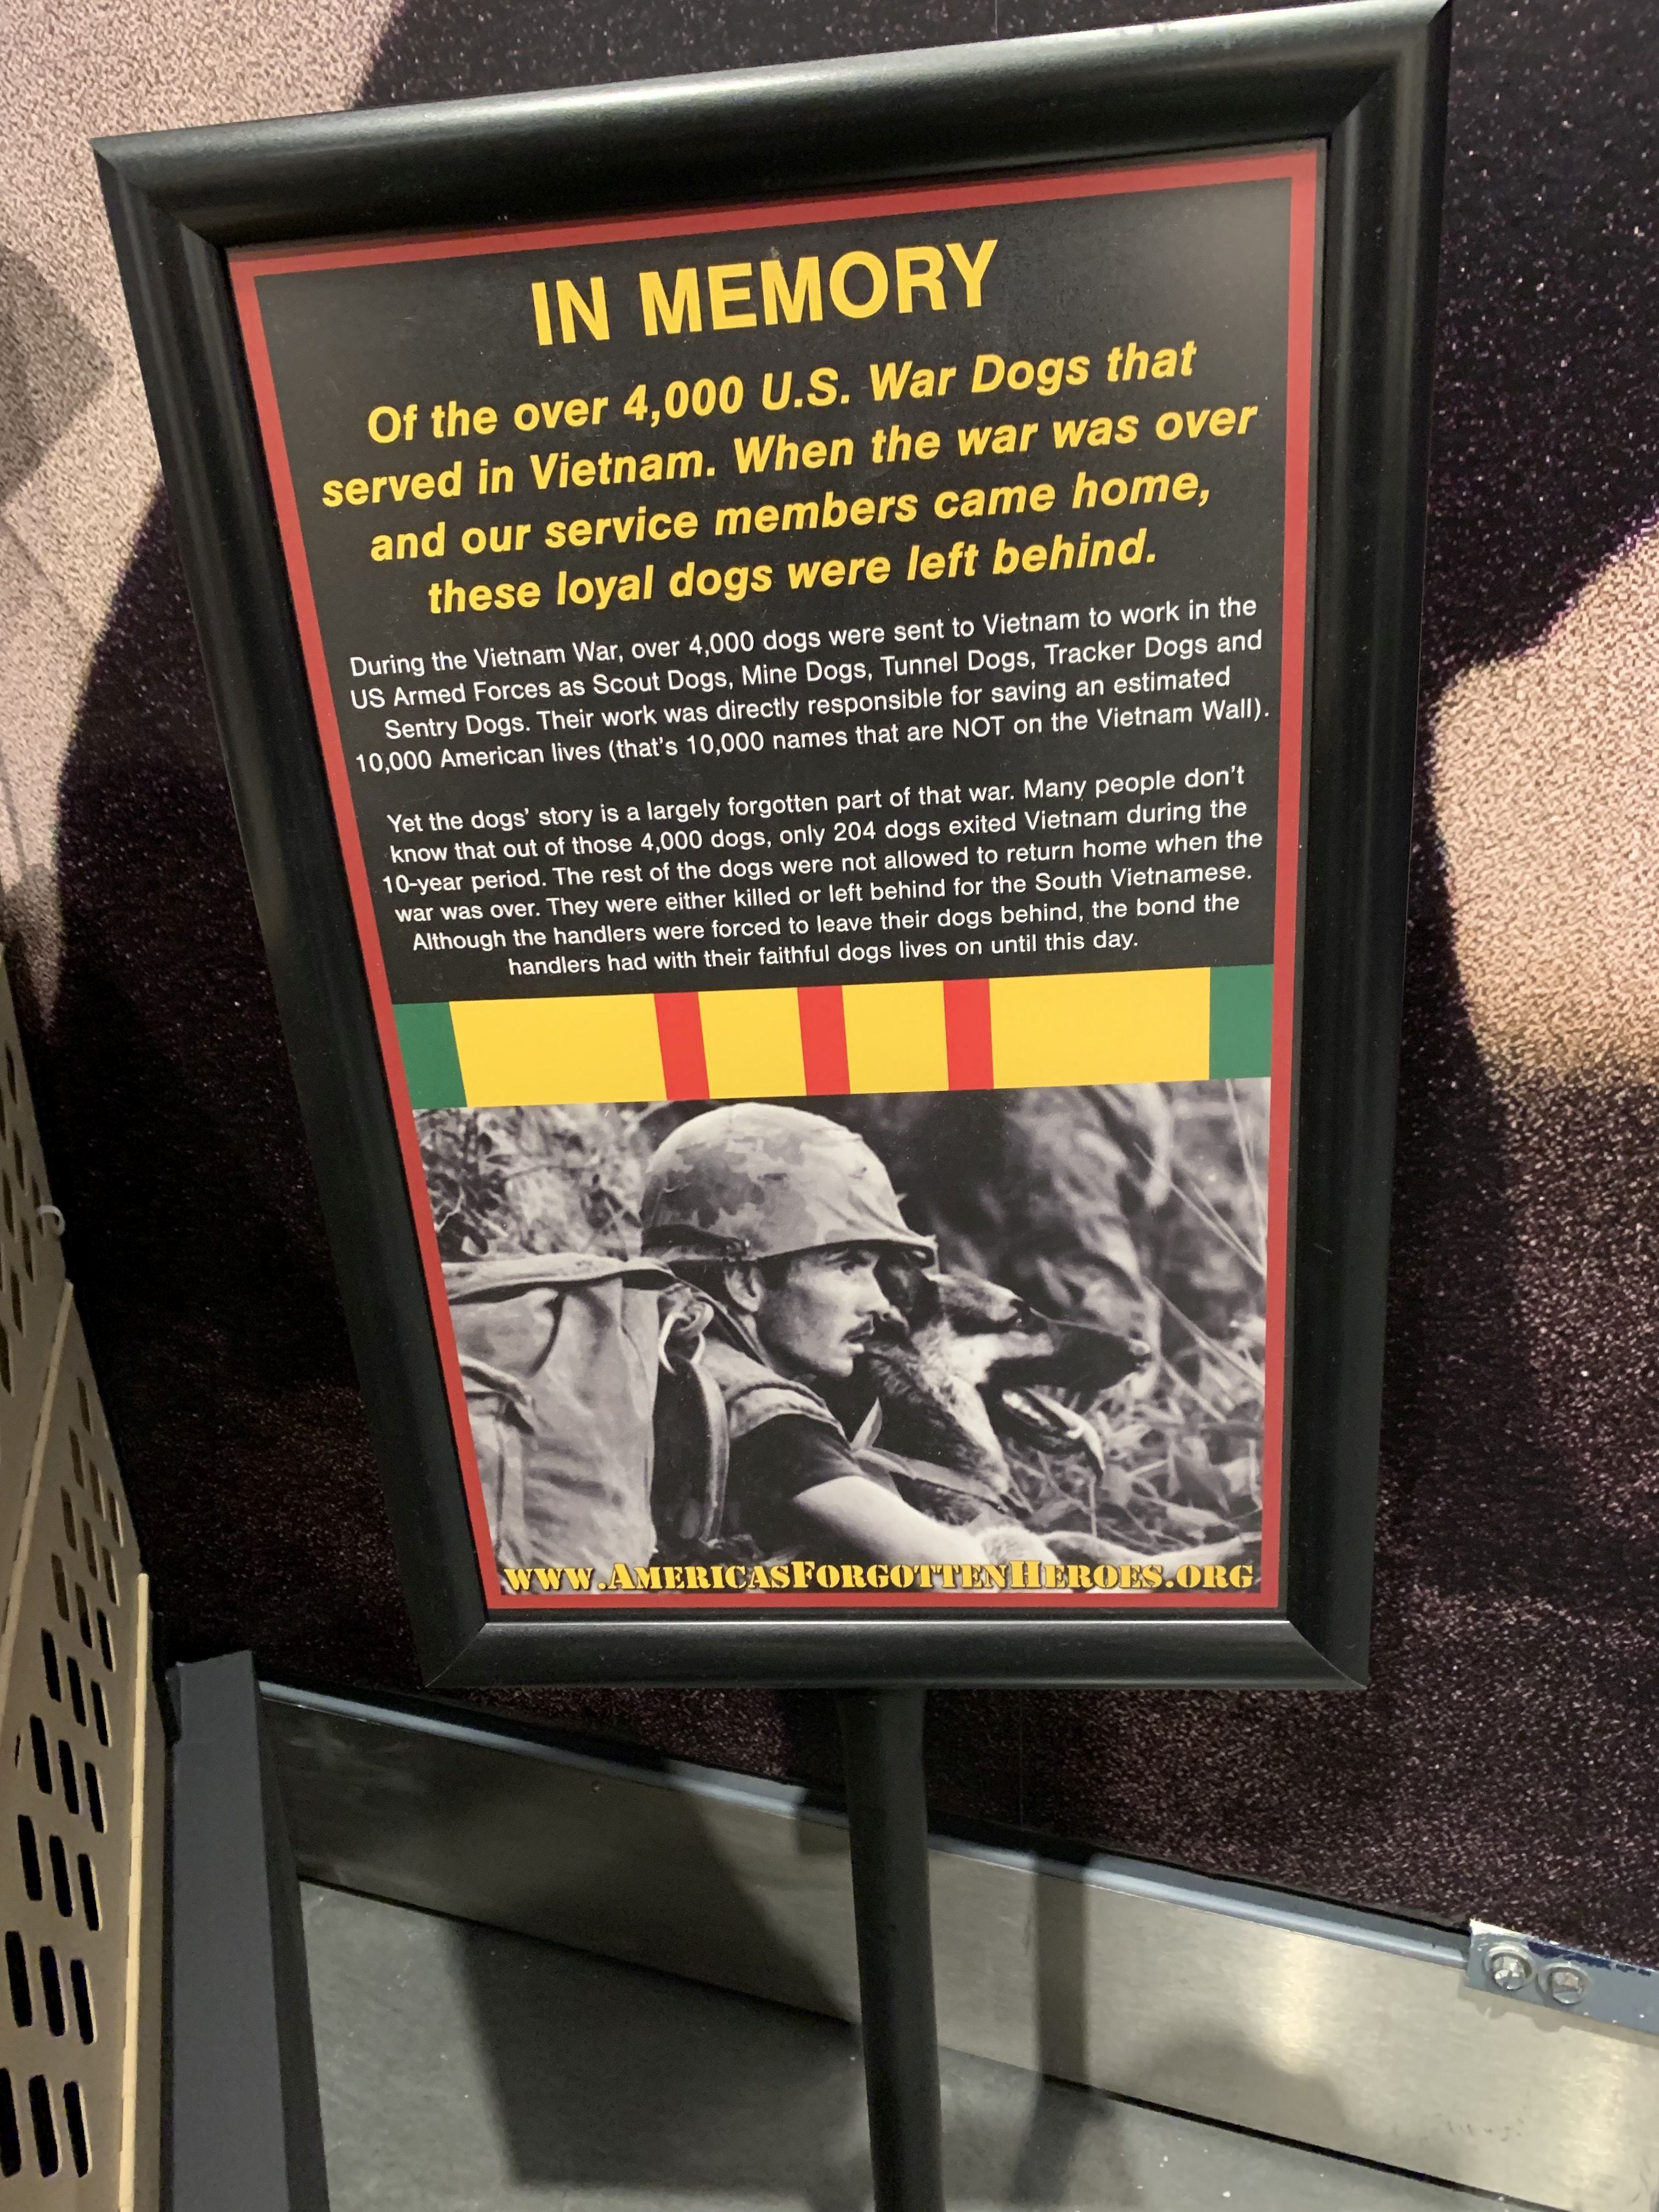 IN MEMORY
Of the over 4,000 U.S. War Dogs that
served in Vietnam. When the war was over
and our service members came home,
these loyal dogs were left behind.
During the Vietnam War, over 4,000 dogs were sent to Vietnam to work in the
US Armed Forces as Scout Dogs, Mine Dogs, Tunnel Dogs, Tracker Dogs and
Sentry Dogs. Their work was directly responsible for saving an estimated
10,000 American lives (that's 10,000 names that are NOT on the Vietnam Wall).
Yet the dogs' story is a largely forgotten part of that war. Many people don't
know that out of those 4,000 dogs, only 204 dogs exited Vietnam during the
10-year period. The rest of the dogs were not allowed to return home when the
war was over. They were either killed or left behind for the South Vietnamese.
Although the handlers were forced to leave their dogs behind, the bond the
handlers had with their faithful dogs lives on until this day.
WWW.AMERICASFORGOTTENHEROES.ORG